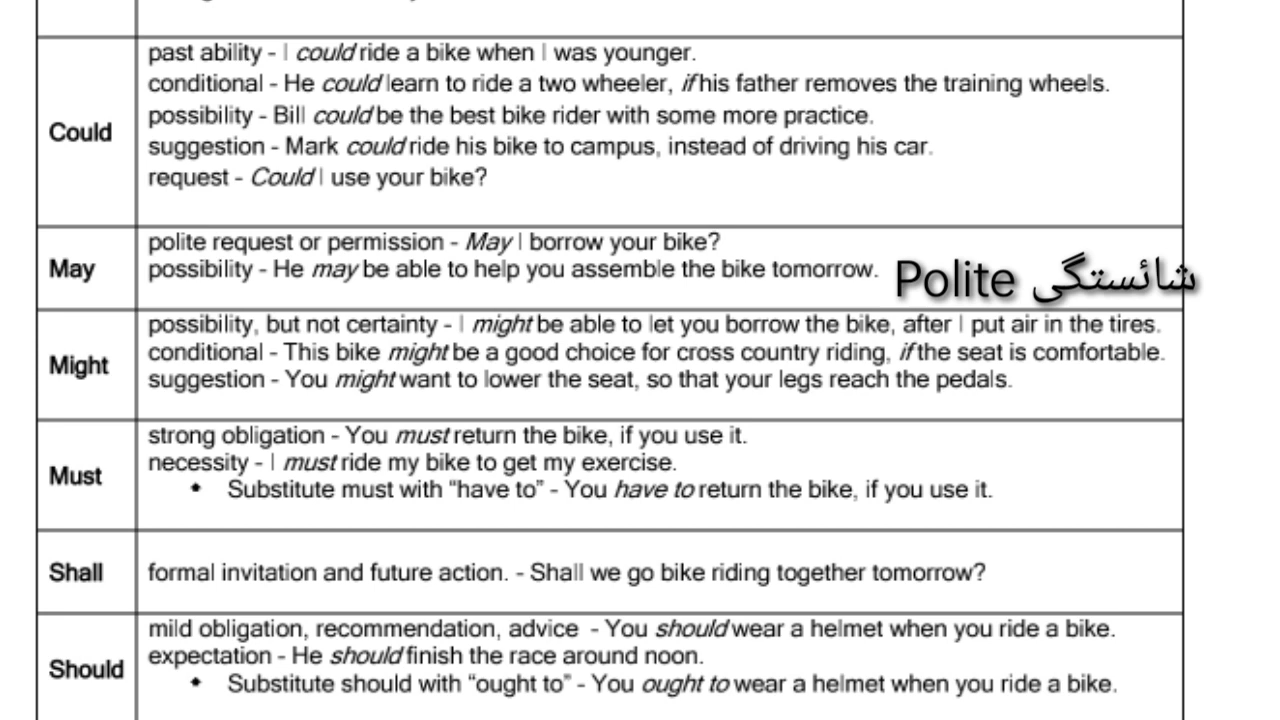 Could
past ability - I could ride a bike when I was younger.
conditional - He could learn to ride a two wheeler, if his father removes the training wheels.
possibility - Bill could be the best bike rider with some more practice.
suggestion - Mark could ride his bike to campus, instead of driving his car.
request - Could I use your bike?
May
polite request or permission - May I borrow your bike?
possibility - He may be able to help you assemble the bike tomorrow.
Polite شائستگی
Might
possibility, but not certainty - I might be able to let you borrow the bike, after I put air in the tires.
conditional - This bike might be a good choice for cross country riding, if the seat is comfortable.
suggestion - You might want to lower the seat, so that your legs reach the pedals.
Must
strong obligation - You must return the bike, if you use it.
necessity - I must ride my bike to get my exercise.
• Substitute must with “have to” - You have to return the bike, if you use it.
Shall
formal invitation and future action. - Shall we go bike riding together tomorrow?
Should
mild obligation, recommendation, advice - You should wear a helmet when you ride a bike.
expectation - He should finish the race around noon.
• Substitute should with “ought to” - You ought to wear a helmet when you ride a bike.